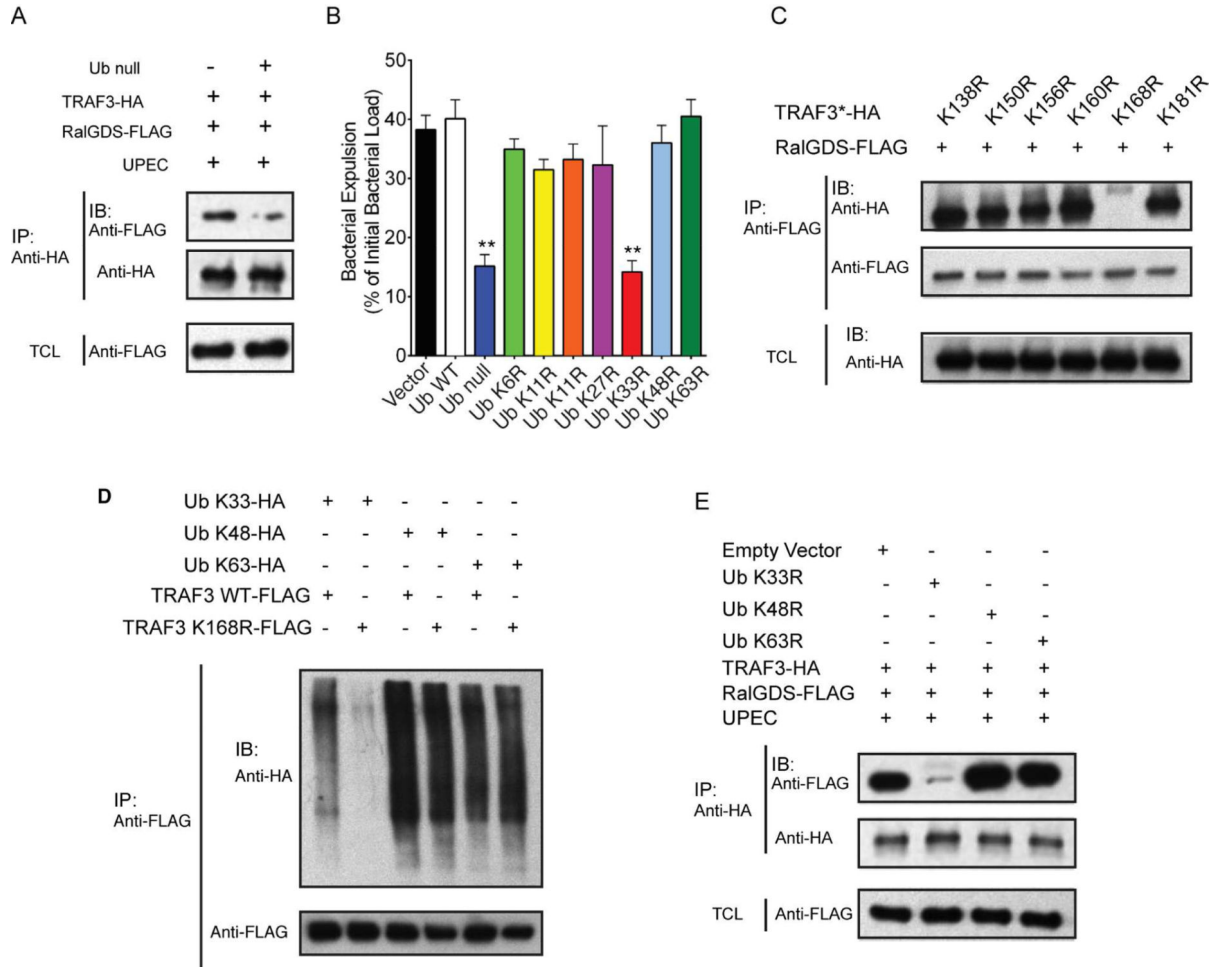 A
Ub null - +
TRAF3-HA + +
RalGDS-FLAG + +
UPEC + +
IP:
Anti-HA
IB:
Anti-FLAG
Anti-HA
TCL
Anti-FLAG
B
Bacterial Expulsion
(% of Initial Bacterial Load)
50
40
30
20
10
0
**
**
Vector
Ub WT
Ub null
Ub K6R
Ub K11R
Ub K11R
Ub K27R
Ub K33R
Ub K48R
Ub K63R
C
TRAF3*-HA K138R K150R K156R K160R K168R K181R
RalGDS-FLAG + + + + + +
IP:
Anti-FLAG
IB:
Anti-HA
Anti-FLAG
TCL
IB:
Anti-HA
D
Ub K33-HA + + - - - -
Ub K48-HA - - + + - -
Ub K63-HA - - - - + +
TRAF3 WT-FLAG + - + - + -
TRAF3 K168R-FLAG - + - + - +
IP:
Anti-FLAG
IB:
Anti-HA
Anti-FLAG
E
Empty Vector + - - -
Ub K33R - + - -
Ub K48R - - + -
Ub K63R - - - +
TRAF3-HA + + + +
RalGDS-FLAG + + + +
UPEC + + + +
IP:
Anti-HA
IB:
Anti-FLAG
Anti-HA
TCL
Anti-FLAG